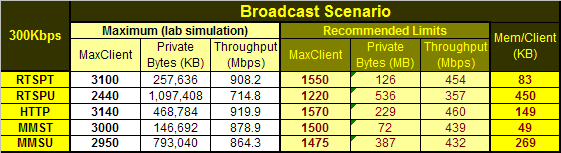 Broadcast Scenario
300Kbps Maximum (lab simulation) Recommended Limits Mem/Client (KB)
MaxClient Private Bytes (KB) Throughput (Mbps) MaxClient Private Bytes (MB) Throughput (Mbps)
RTSPT 3100 257,636 908.2 1550 126 454 83
RTSPU 2440 1,097,408 714.8 1220 536 357 450
HTTP 3140 468,784 919.9 1570 229 460 149
MMST 3000 146,692 878.9 1500 72 439 49
MMSU 2950 793,040 864.3 1475 387 432 269